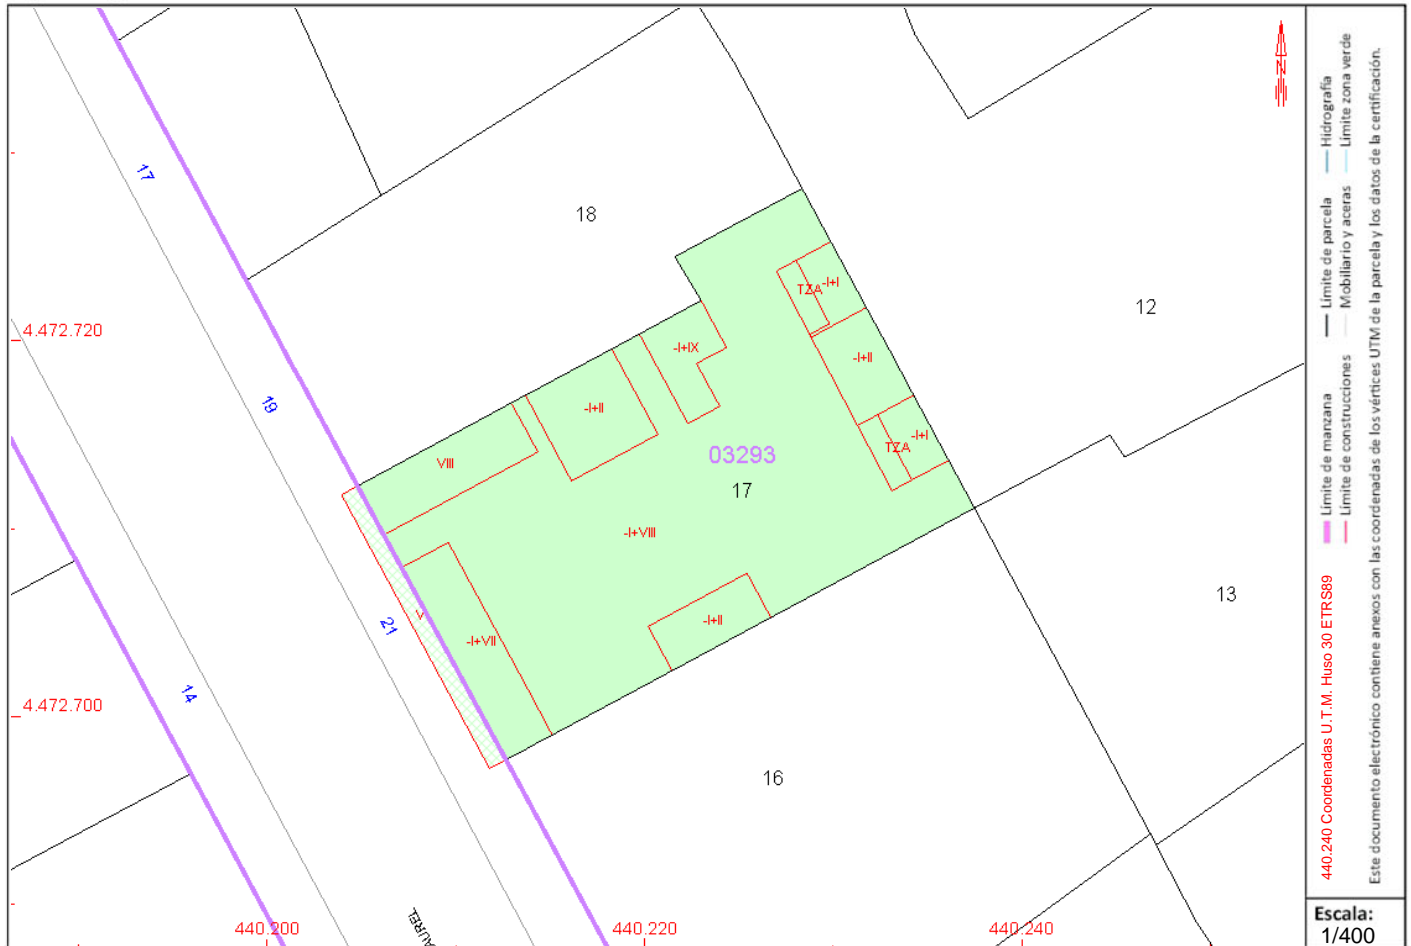 N
17
18
12
4.472.720
TZA
-I+I
-I+IX
-I+II
19
-I+II
VIII
TZA
-I+I
03293
17
-I+VIII
13
V
21
-I+II
-I+VII
14
4.472.700
16
AUREL
440.200
440.220
440.240
Límite de manzana
Límite de parcela
Hidrografía
Límite de construcciones
Mobiliario y aceras
Límite zona verde
440.240 Coordenadas U.T.M. Huso 30 ETRS89
Este documento electrónico contiene anexos con las coordenadas de los vértices UTM de la parcela y los datos de la certificación.
Escala:
1/400